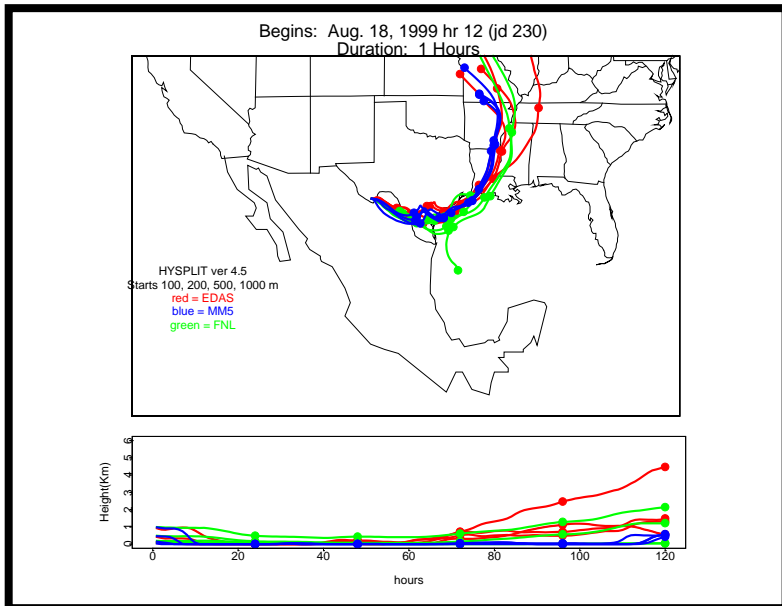 Begins: Aug. 18, 1999 hr 12 (jd 230)
Duration: 1 Hours
HYSPLIT ver 4.5
Starts 100, 200, 500, 1000 m
red = EDAS
blue = MM5
green = FNL
Height(Km)
6
5
4
3
2
1
0
0 20 40 60 80 100 120
hours